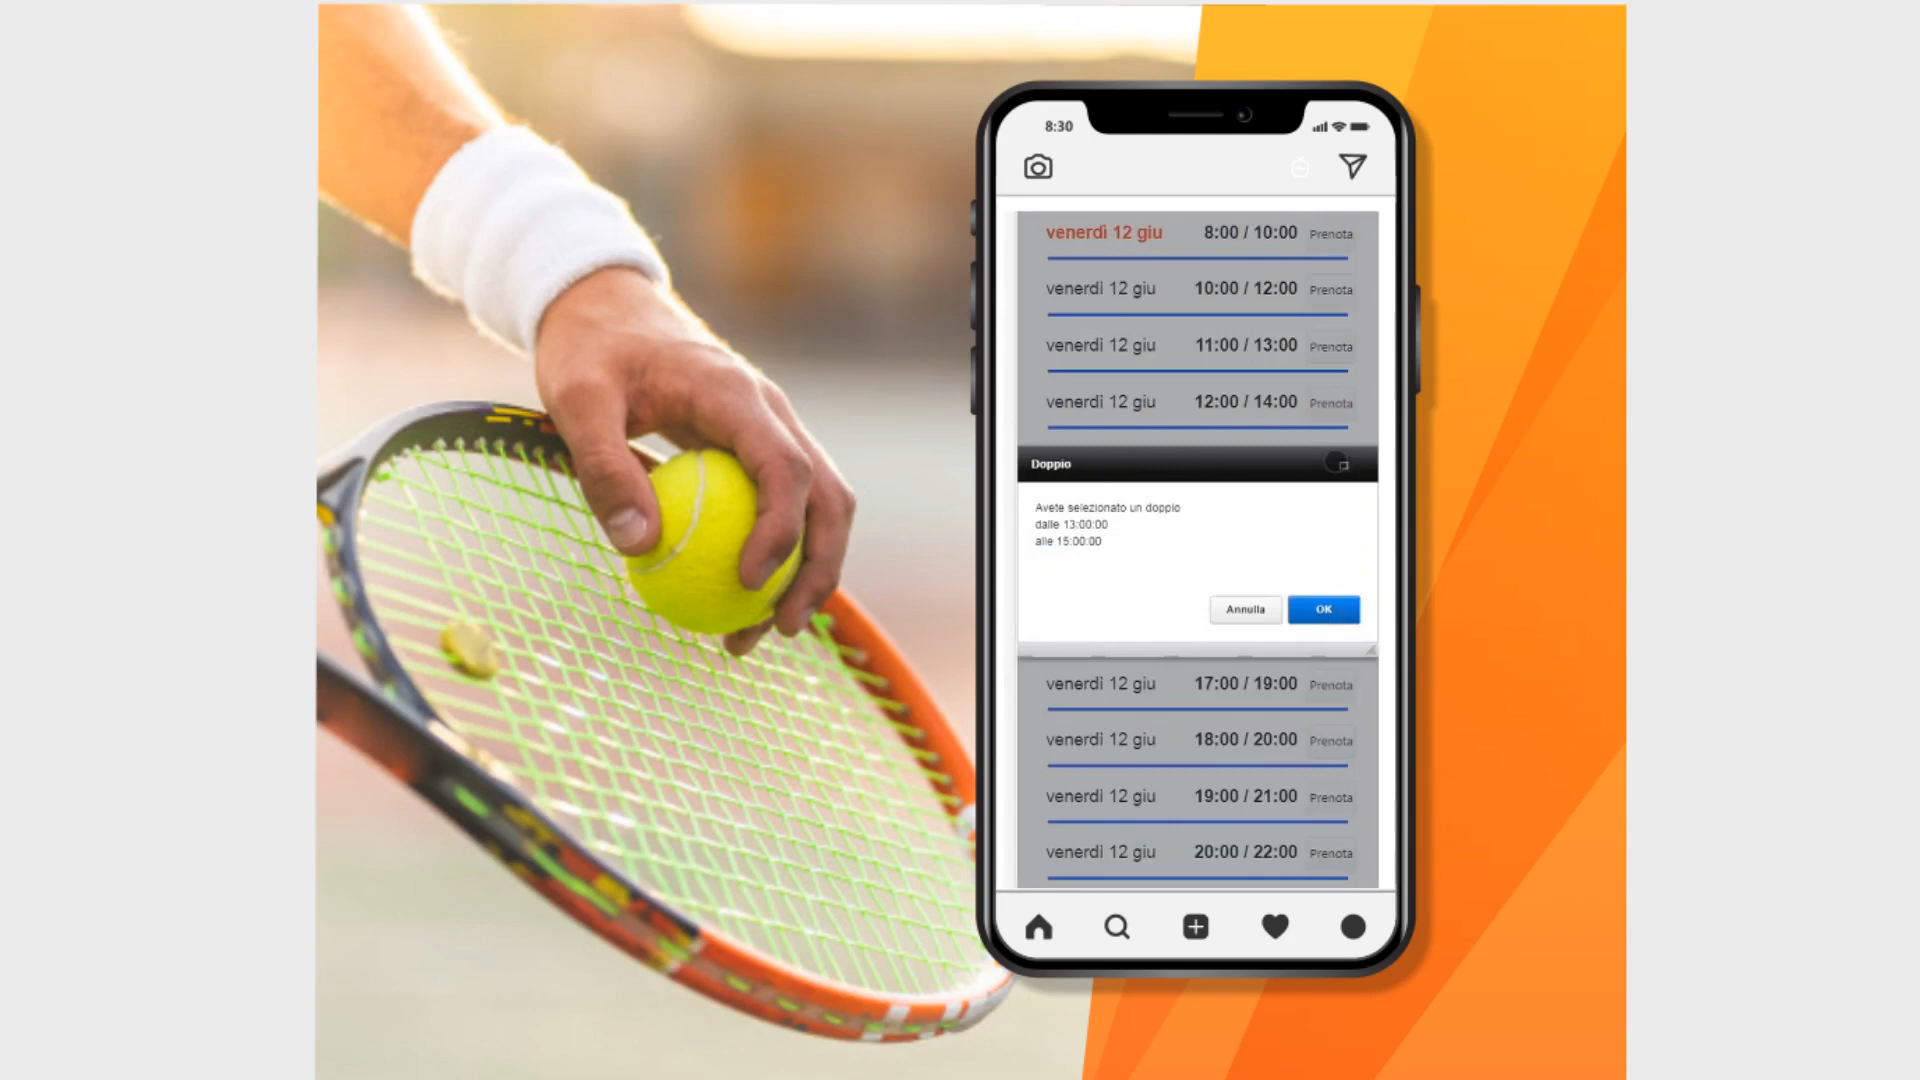 8:30
venerdì 12 giu 8:00 / 10:00 Prenota
venerdì 12 giu 10:00 / 12:00 Prenota
venerdì 12 giu 11:00 / 13:00 Prenota
venerdì 12 giu 12:00 / 14:00 Prenota
Doppio
Avete selezionato un doppio
dalle 13:00:00
alle 15:00:00
Annulla OK
venerdì 12 giu 17:00 / 19:00 Prenota
venerdì 12 giu 18:00 / 20:00 Prenota
venerdì 12 giu 19:00 / 21:00 Prenota
venerdì 12 giu 20:00 / 22:00 Prenota